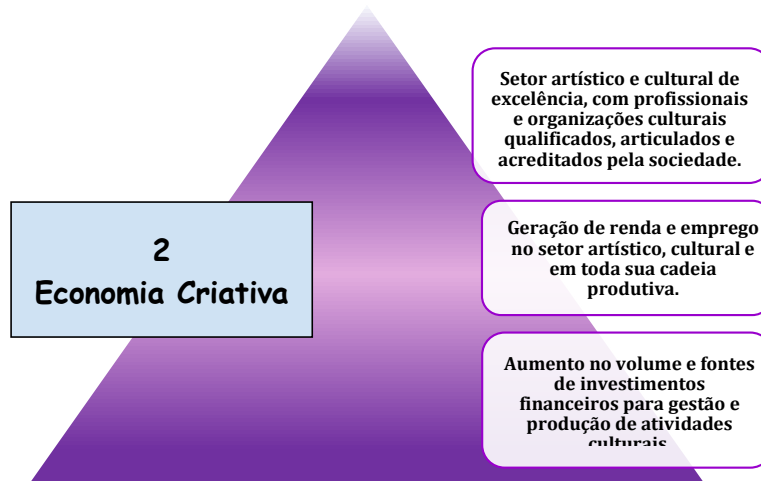 Setor artístico e cultural de
excelência, com profissionais
e organizações culturais
qualificados, articulados e
acreditados pela sociedade.
2
Economia Criativa
Geração de renda e emprego
no setor artístico, cultural e
em toda sua cadeia
produtiva.
Aumento no volume e fontes
de investimentos
financeiros para gestão e
produção de atividades
culturais